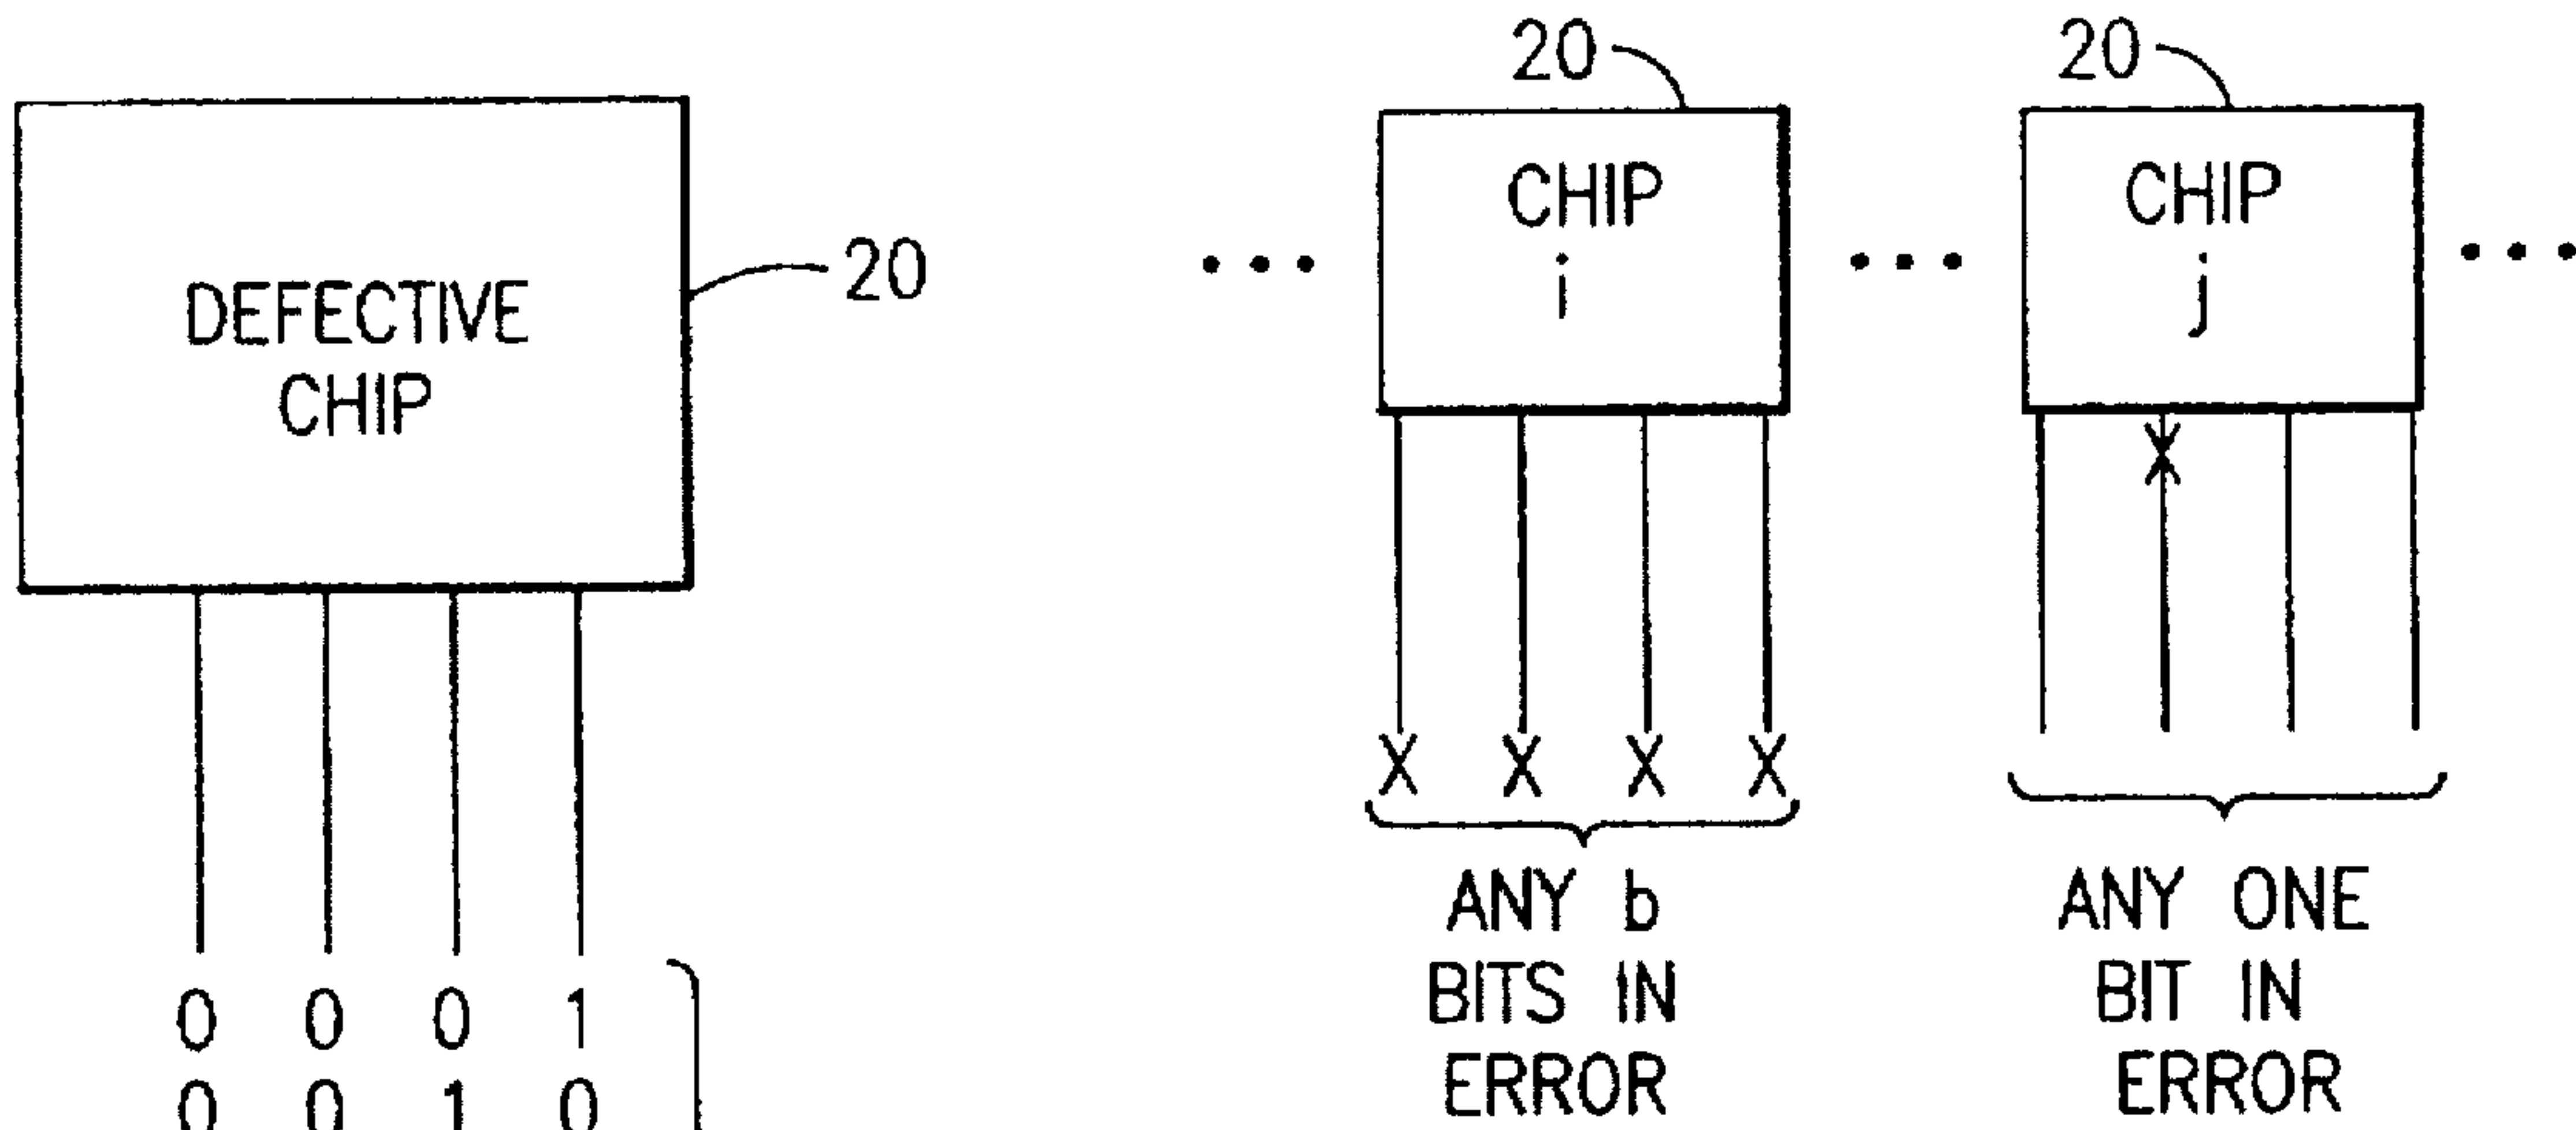 DEFECTIVE
CHIP
20
0 0 0 1
0 0 1 0
20
CHIP
i
X X X X
ANY b
BITS IN
ERROR
20
CHIP
j
X
ANY ONE
BIT IN
ERROR